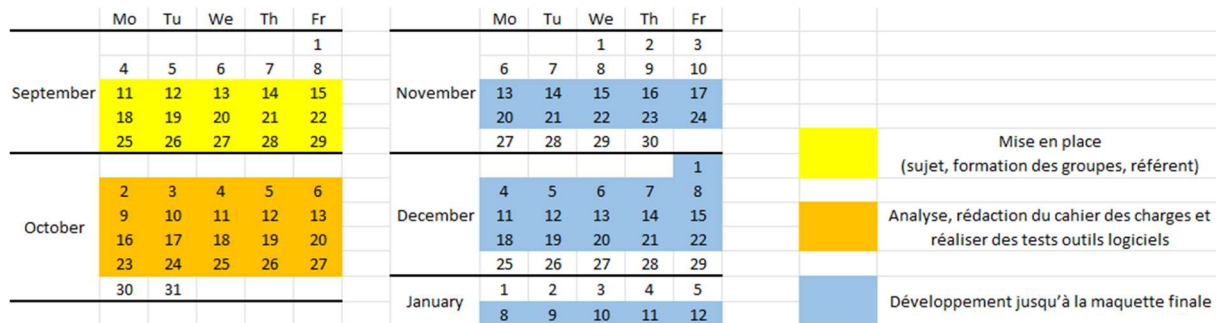 Mo Tu We Th Fr Mo Tu We Th Fr
1 1 2 3
4 5 6 7 8 6 7 8 9 10
September 11 12 13 14 15 November 13 14 15 16 17
18 19 20 21 22 20 21 22 23 24
25 26 27 28 29 27 28 29 30 Mise en place
1 (sujet, formation des groupes, référent)
2 3 4 5 6 4 5 6 7 8
October 9 10 11 12 13 December 11 12 13 14 15 Analyse, rédaction du cahier des charges et
16 17 18 19 20 18 19 20 21 22 réaliser des tests outils logiciels
23 24 25 26 27 25 26 27 28 29
30 31 January 1 2 3 4 5
8 9 10 11 12 Développement jusqu'à la maquette finale